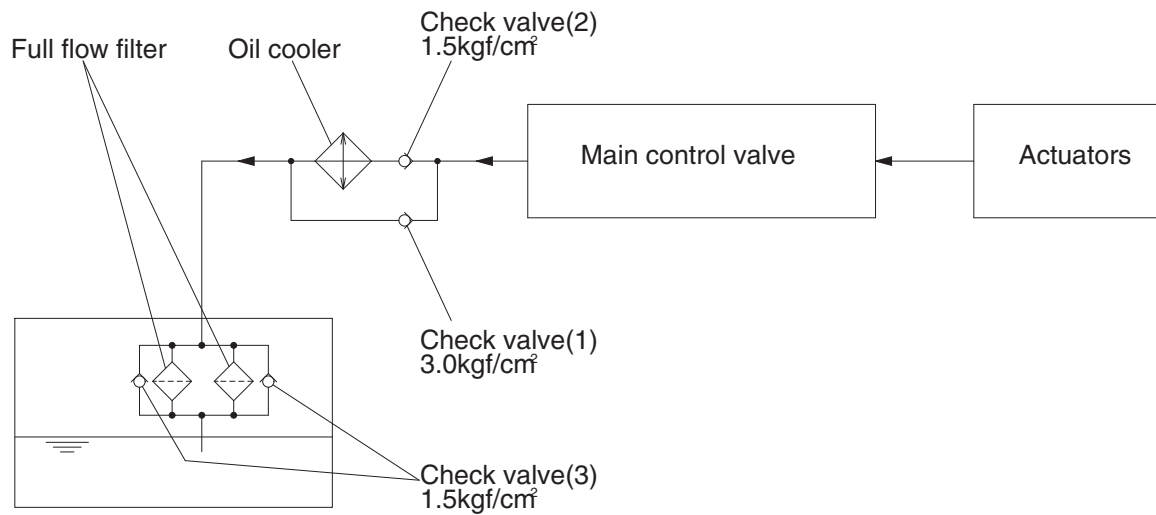 Check valve(2)
1.5kgf/cm²
Full flow filter
Oil cooler
Main control valve
Actuators
Check valve(1)
3.0kgf/cm²
Check valve(3)
1.5kgf/cm²